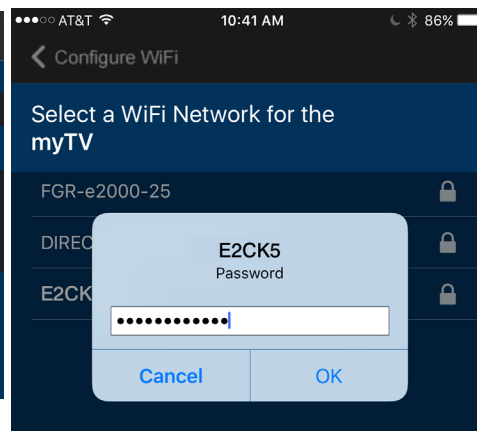 AT&T 10:41 AM 86%
Configure WiFi
Select a WiFi Network for the
myTV
FGR-e2000-25
DIREC
E2CK
E2CK5
Password
••••••••••••
Cancel OK